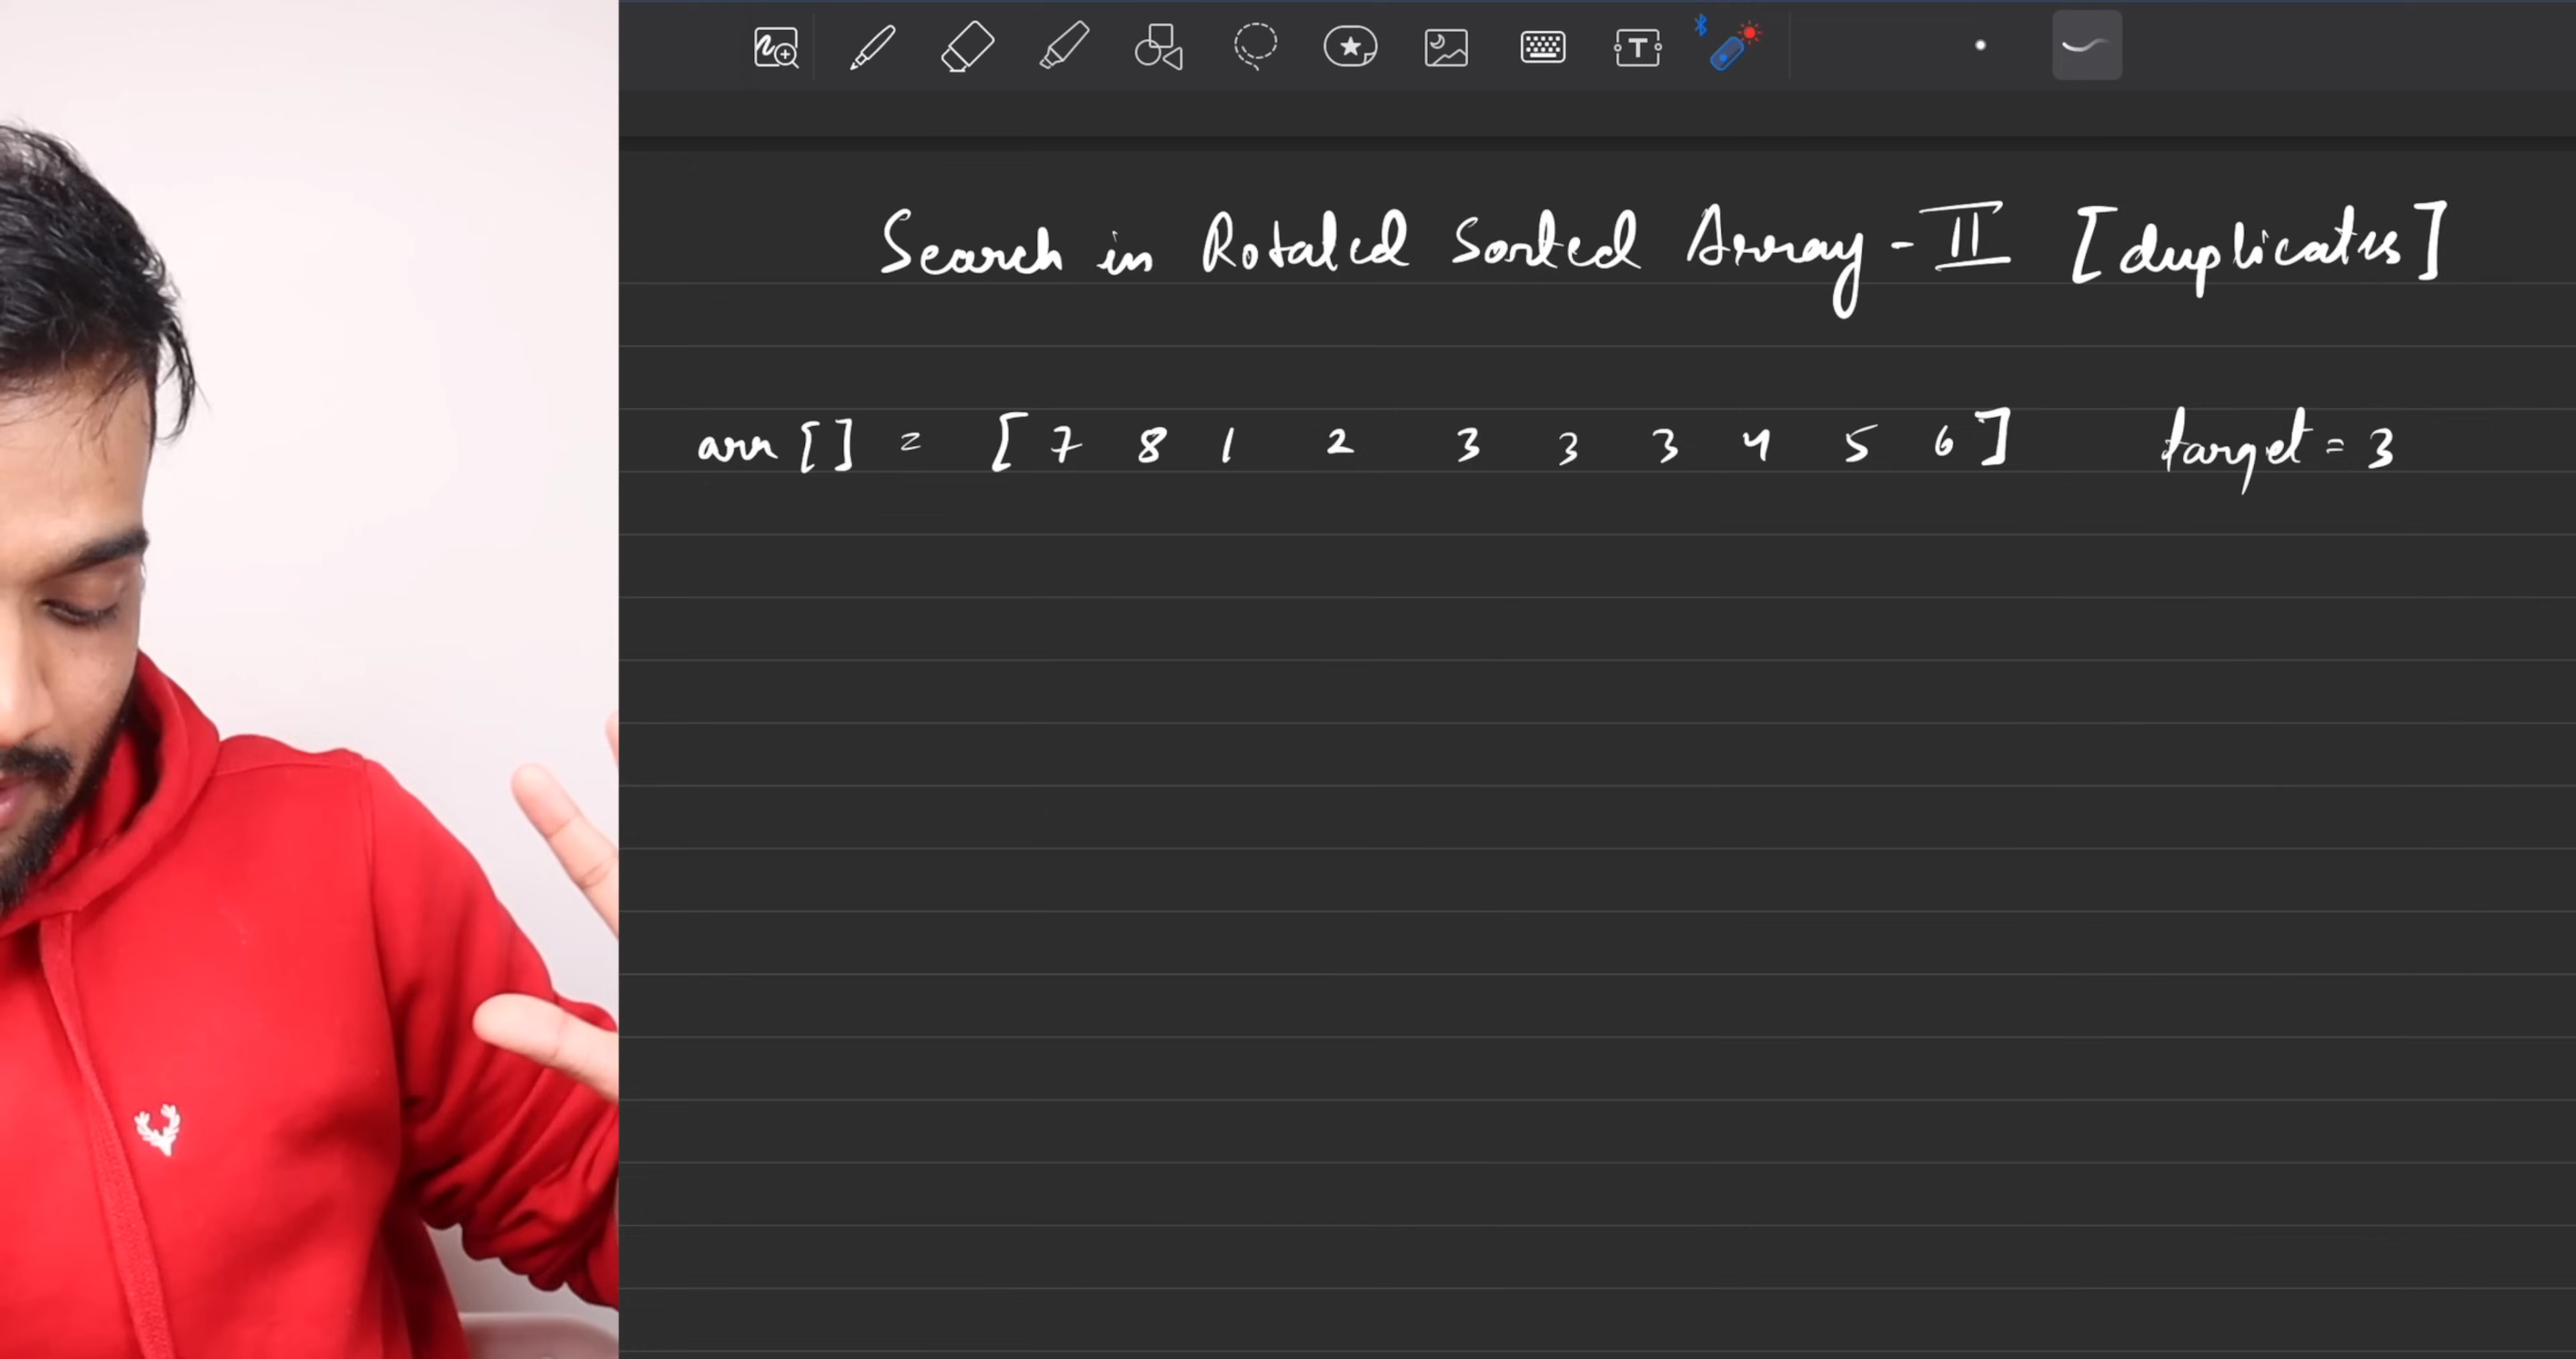 Search in Rotated Sorted Array - II [duplicates]
arr [] = [ 7 8 1 2 3 3 3 4 5 6 ] target = 3